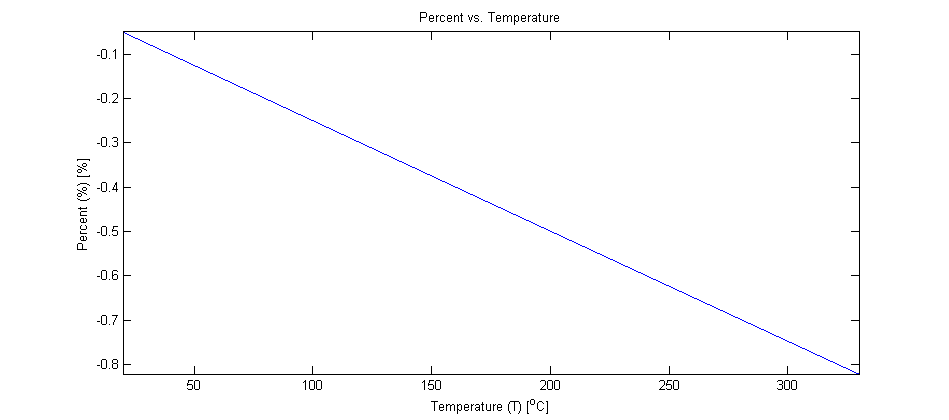 Percent vs. Temperature
-0.1
-0.2
-0.3
-0.4
-0.5
-0.6
-0.7
-0.8
Percent (%) [%]
50 100 150 200 250 300
Temperature (T) [°C]